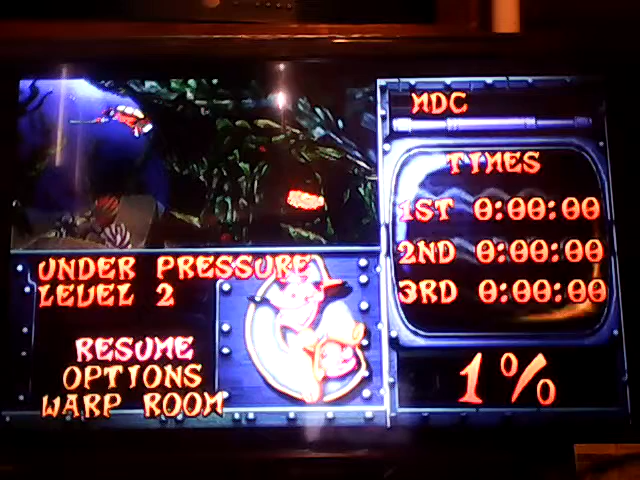 MDC
TIMES
1ST 0:00:00
2ND 0:00:00
3RD 0:00:00
1%
UNDER PRESSURE
LEVEL 2
RESUME
OPTIONS
WARP ROOM